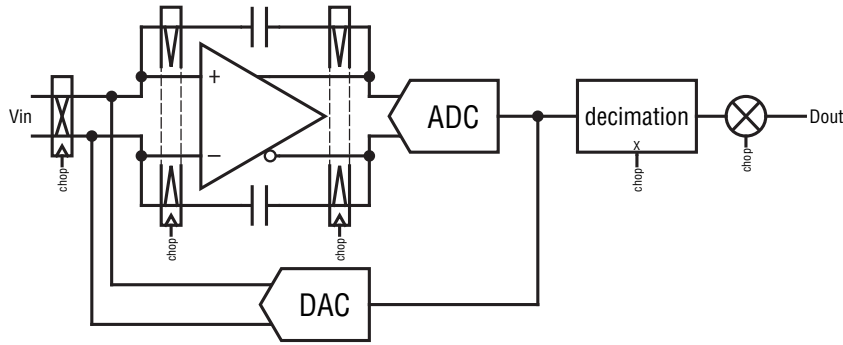 Vin
chop
chop
+
−
chop
ADC
decimation
x
chop
chop
Dout
DAC